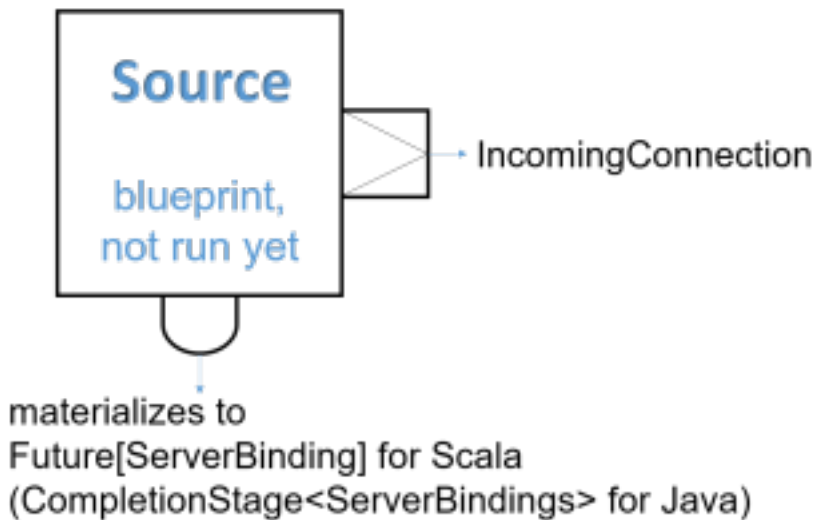 Source
blueprint,
not run yet
IncomingConnection
materializes to
Future[ServerBinding] for Scala
(CompletionStage<ServerBindings> for Java)